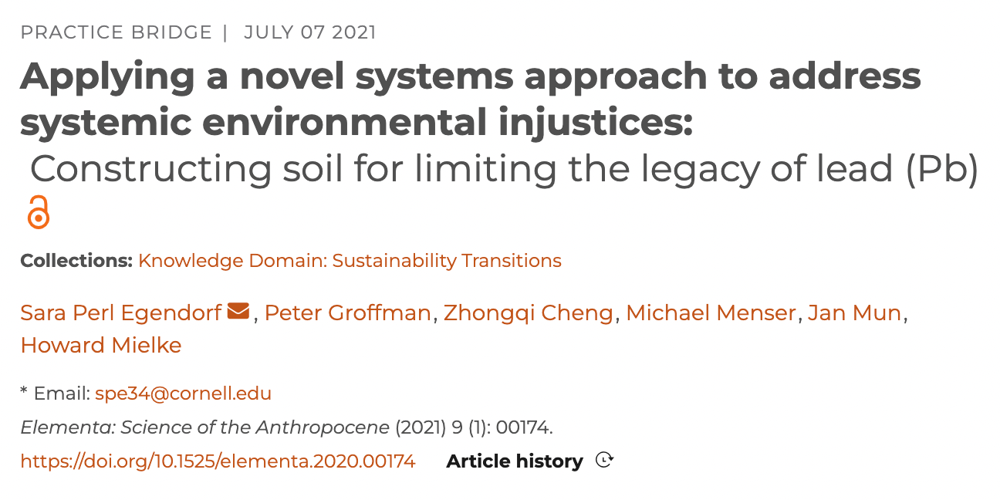 PRACTICE BRIDGE | JULY 07 2021
Applying a novel systems approach to address
systemic environmental injustices:
Constructing soil for limiting the legacy of lead (Pb)
Collections: Knowledge Domain: Sustainability Transitions
Sara Perl Egendorf , Peter Groffman, Zhongqi Cheng, Michael Menser, Jan Mun,
Howard Mielke
* Email: spe34@cornell.edu
Elementa: Science of the Anthropocene (2021) 9 (1): 00174.
https://doi.org/10.1525/elementa.2020.00174 Article history